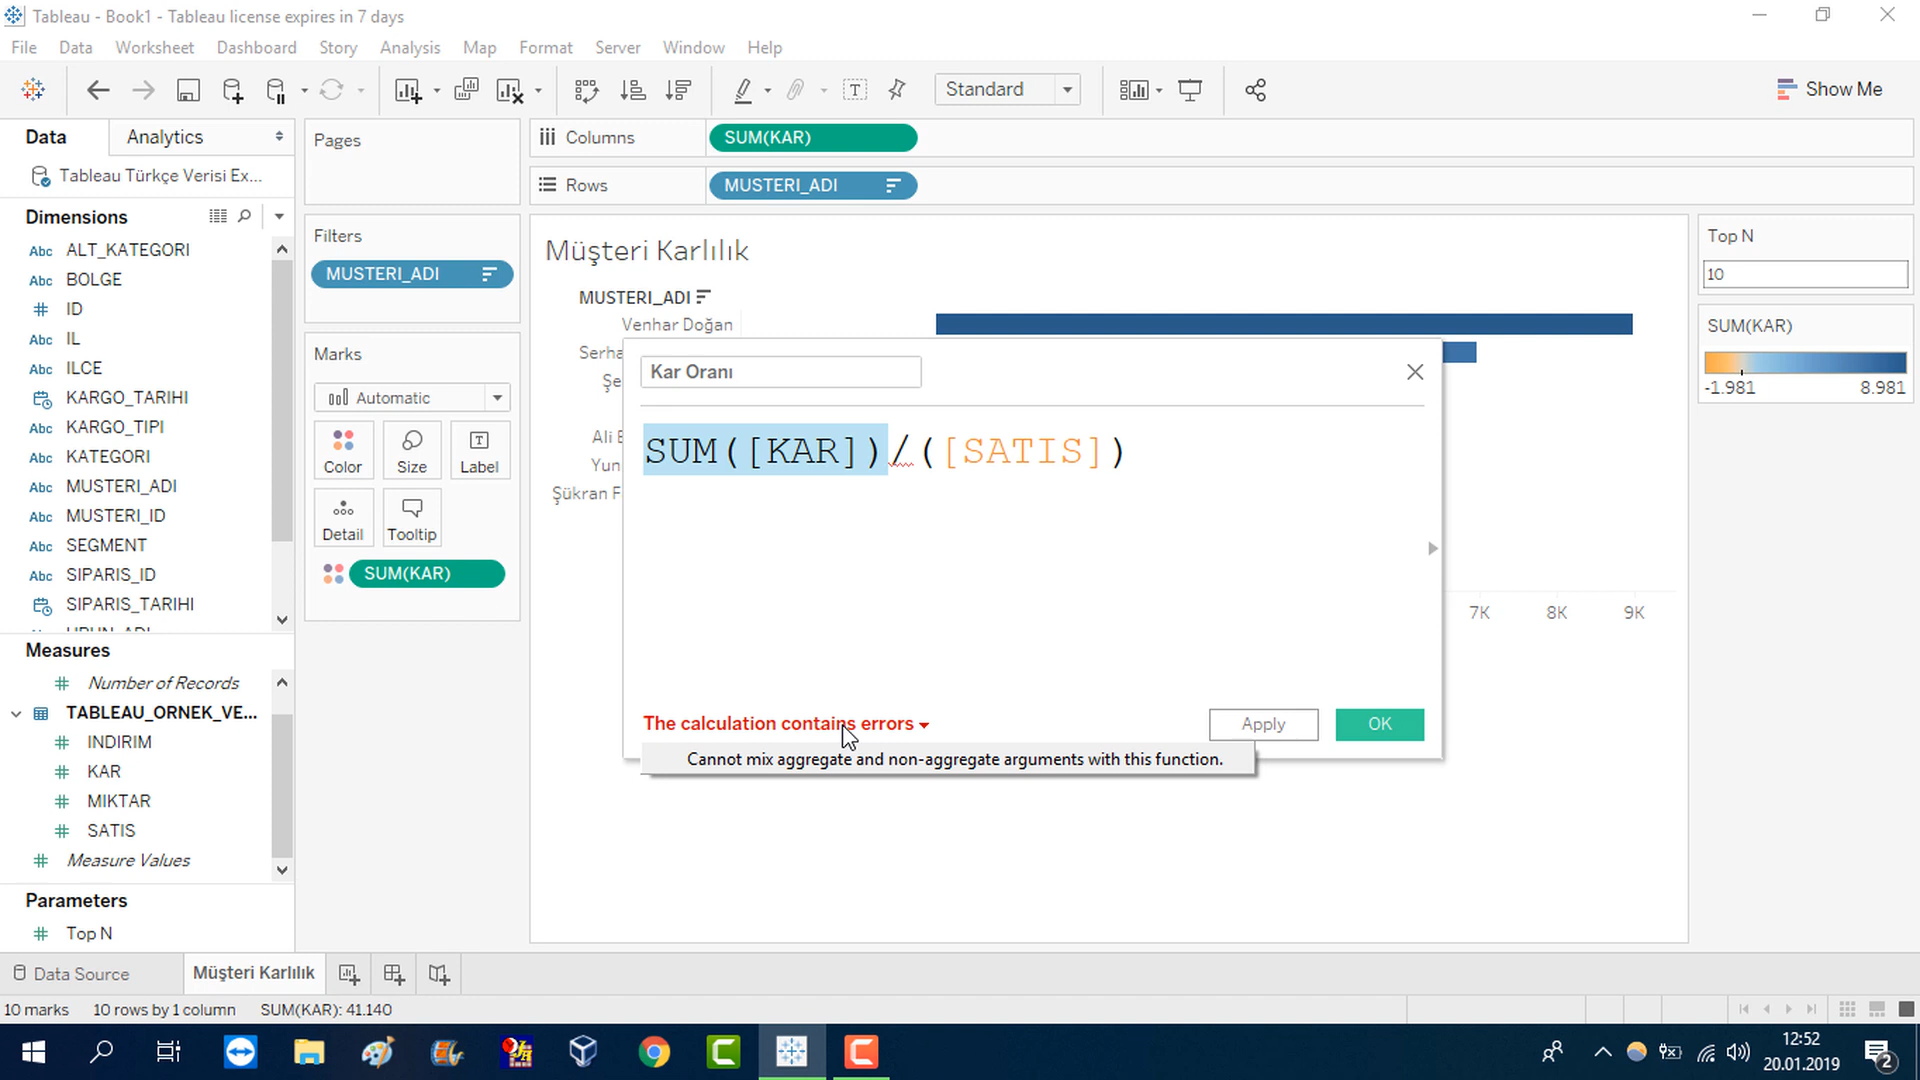 Tableau - Book1 - Tableau license expires in 7 days
File Data Worksheet Dashboard Story Analysis Map Format Server Window Help
Standard
Show Me
Data
Analytics
Tableau Türkçe Verisi Ex...
Dimensions
Abc ALT_KATEGORI
Abc BOLGE
# ID
Abc IL
Abc ILCE
KARGO_TARIHI
Abc KARGO_TIPI
Abc KATEGORI
Abc MUSTERI_ADI
Abc MUSTERI_ID
Abc SEGMENT
Abc SIPARIS_ID
SIPARIS_TARIHI
Measures
# Number of Records
TABLEAU_ORNEK_VE...
# INDIRIM
# KAR
# MIKTAR
# SATIS
# Measure Values
Parameters
# Top N
Pages
Filters
MUSTERI_ADI
Marks
Automatic
Color
Size
Label
Detail
Tooltip
SUM(KAR)
Columns
SUM(KAR)
Rows
MUSTERI_ADI
Müşteri Karlılık
MUSTERI_ADI
Venhar Doğan
Serha
Şe
Ali E
Yun
Şükran F
7K 8K 9K
Kar Oranı
SUM([KAR])/([SATIS])
The calculation contains errors
Apply
OK
Cannot mix aggregate and non-aggregate arguments with this function.
Top N
10
SUM(KAR)
-1.981 8.981
Data Source
Müşteri Karlılık
10 marks 10 rows by 1 column SUM(KAR): 41.140
12:52
20.01.2019
2